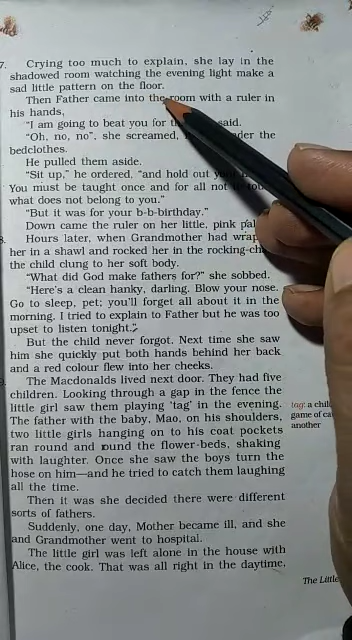 7. Crying too much to explain, she lay in the
shadowed room watching the evening light make a
sad little pattern on the floor.
Then Father came into the room with a ruler in
his hands,
"I am going to beat you for said.
"Oh, no, no", she screamed, the
bedclothes.
He pulled them aside.
"Sit up," he ordered, "and hold out
You must be taught once and for all not
what does not belong to you."
"But it was for your b-b-birthday."
Down came the ruler on her little, pink
8. Hours later, when Grandmother had
her in a shawl and rocked her in the
the child clung to her soft body.
"What did God make fathers for?" she sobbed.
"Here's a clean hanky, darling. Blow your nose.
Go to sleep, pet; you'll forget all about it in the
morning. I tried to explain to Father but he was too
upset to listen tonight."
But the child never forgot. Next time she saw
him she quickly put both hands behind her back
and a red colour flew into her cheeks.
The Macdonalds lived next door. They had five
children. Looking through a gap in the fence the
little girl saw them playing 'tag' in the evening.
The father with the baby, Mao, on his shoulders,
two little girls hanging on to his coat pockets
ran round and round the flower-beds, shaking
with laughter. Once she saw the boys turn the
hose on him—and he tried to catch them laughing
all the time.
Then it was she decided there were different
sorts of fathers.
Suddenly, one day, Mother became ill, and she
and Grandmother went to hospital.
The little girl was left alone in the house with
Alice, the cook. That was all right in the daytime,
tag: a
game of
another
The Little